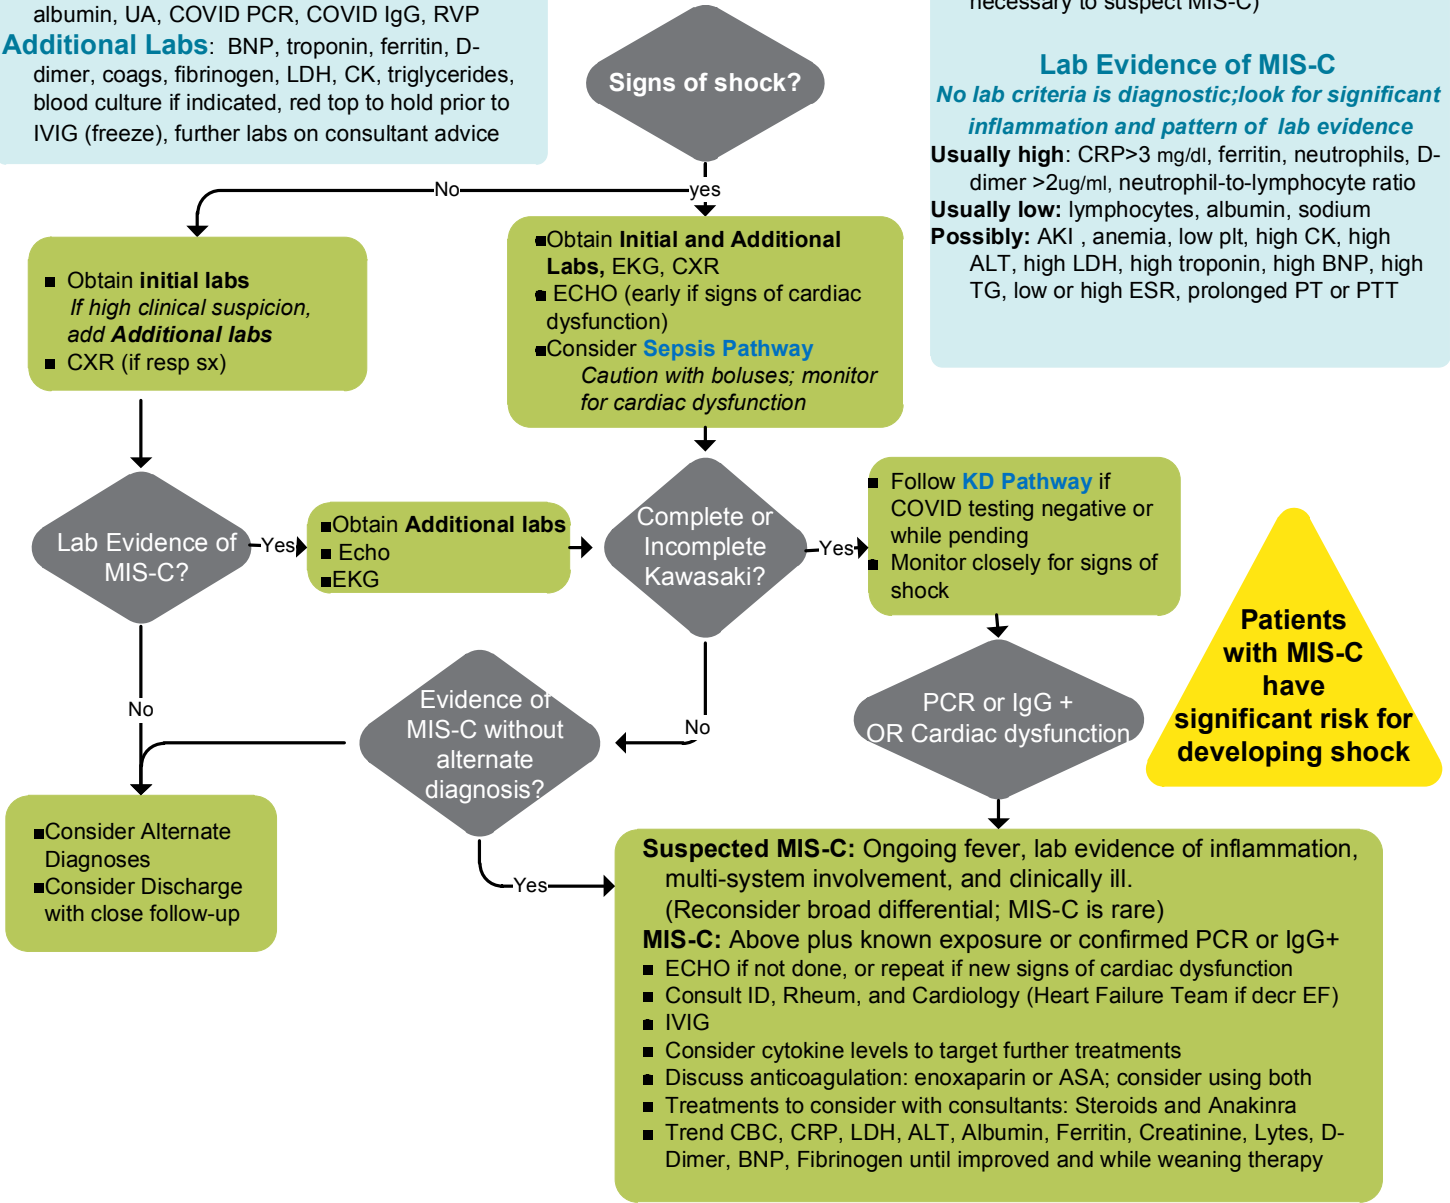 albumin, UA, COVID PCR, COVID IgG, RVP
Additional Labs: BNP, troponin, ferritin, D-
dimer, coags, fibrinogen, LDH, CK, triglycerides,
blood culture if indicated, red top to hold prior to
IVIG (freeze), further labs on consultant advice
Signs of shock?
necessary to suspect MIS-C)
Lab Evidence of MIS-C
No lab criteria is diagnostic;look for significant
inflammation and pattern of lab evidence
Usually high: CRP>3 mg/dl, ferritin, neutrophils, D-
dimer >2ug/ml, neutrophil-to-lymphocyte ratio
Usually low: lymphocytes, albumin, sodium
Possibly: AKI , anemia, low plt, high CK, high
ALT, high LDH, high troponin, high BNP, high
TG, low or high ESR, prolonged PT or PTT
No
yes
■ Obtain initial labs
If high clinical suspicion,
add Additional labs
■ CXR (if resp sx)
■Obtain Initial and Additional
Labs, EKG, CXR
■ ECHO (early if signs of cardiac
dysfunction)
■Consider Sepsis Pathway
Caution with boluses; monitor
for cardiac dysfunction
Lab Evidence of
MIS-C?
Yes
■Obtain Additional labs
■ Echo
■EKG
Complete or
Incomplete
Kawasaki?
Yes
■ Follow KD Pathway if
COVID testing negative or
while pending
■ Monitor closely for signs of
shock
Patients
with MIS-C
have
significant risk for
developing shock
No
Evidence of
MIS-C without
alternate
diagnosis?
No
PCR or IgG +
OR Cardiac dysfunction
■Consider Alternate
Diagnoses
■Consider Discharge
with close follow-up
Yes
Suspected MIS-C: Ongoing fever, lab evidence of inflammation,
multi-system involvement, and clinically ill.
(Reconsider broad differential; MIS-C is rare)
MIS-C: Above plus known exposure or confirmed PCR or IgG+
■ ECHO if not done, or repeat if new signs of cardiac dysfunction
■ Consult ID, Rheum, and Cardiology (Heart Failure Team if decr EF)
■ IVIG
■ Consider cytokine levels to target further treatments
■ Discuss anticoagulation: enoxaparin or ASA; consider using both
■ Treatments to consider with consultants: Steroids and Anakinra
■ Trend CBC, CRP, LDH, ALT, Albumin, Ferritin, Creatinine, Lytes, D-
Dimer, BNP, Fibrinogen until improved and while weaning therapy